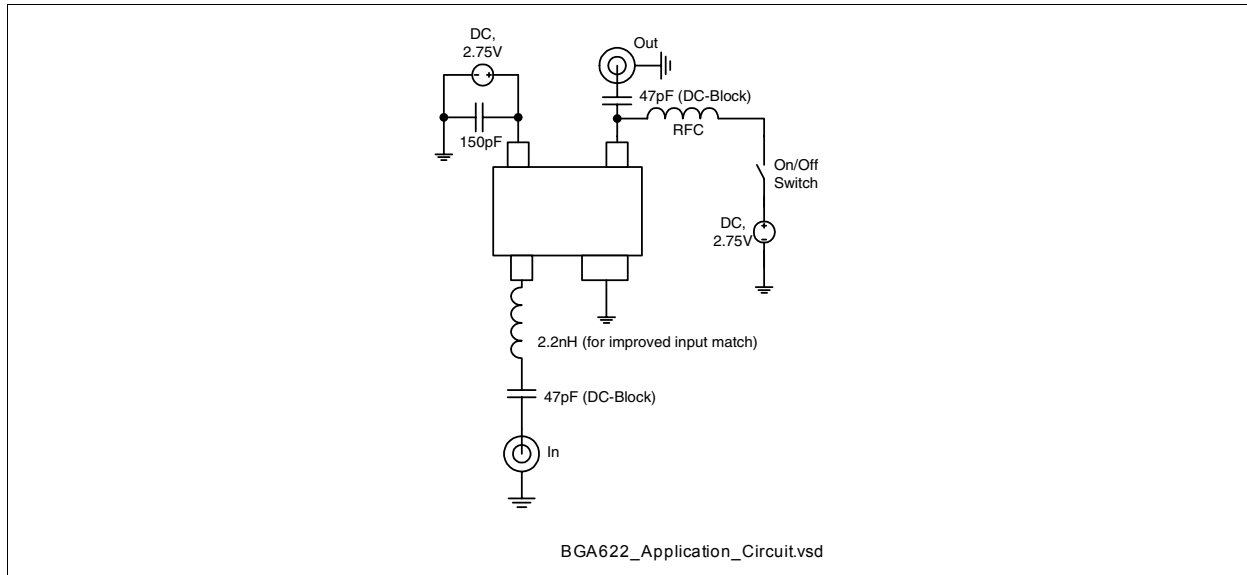 DC,
2.75V
Out
47pF (DC-Block)
RFC
150pF
On/Off
Switch
DC,
2.75V
2.2nH (for improved input match)
47pF (DC-Block)
In
BGA622_Application_Circuit.vsd